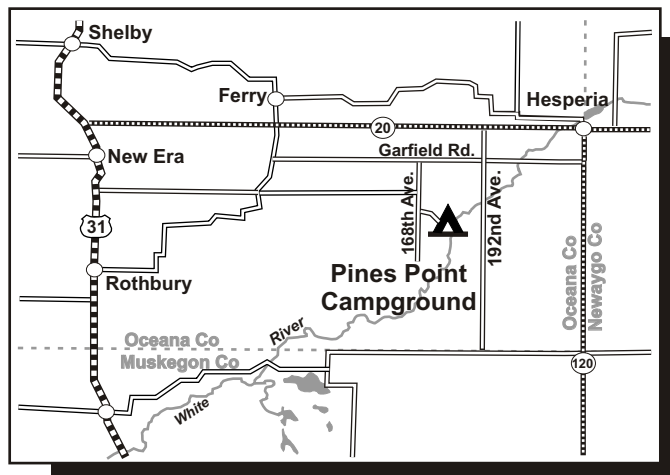 Shelby
Ferry
Hesperia
20
New Era
Garfield Rd.
168th Ave.
192nd Ave.
31
Pines Point
Campground
Rothbury
Oceana Co
Newaygo Co
River
Oceana Co
Muskegon Co
120
White